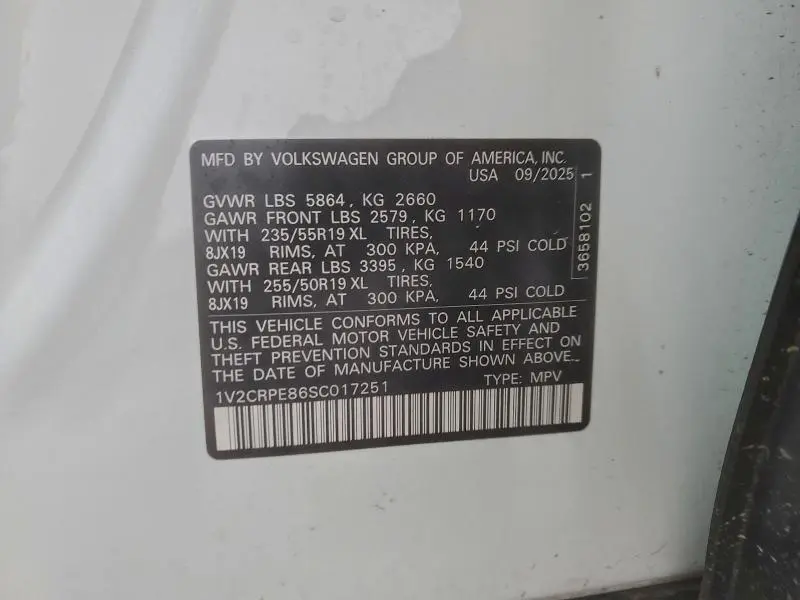 MFD BY VOLKSWAGEN GROUP OF AMERICA, INC.
USA 09/2025
GVWR LBS 5864, KG 2660
GAWR FRONT LBS 2579, KG 1170
WITH 235/55R19 XL TIRES,
8JX19 RIMS, AT 300 KPA, 44 PSI COLD
GAWR REAR LBS 3395, KG 1540
WITH 255/50R19 XL TIRES,
8JX19 RIMS, AT 300 KPA, 44 PSI COLD
THIS VEHICLE CONFORMS TO ALL APPLICABLE
U.S. FEDERAL MOTOR VEHICLE SAFETY AND
THEFT PREVENTION STANDARDS IN EFFECT ON
THE DATE OF MANUFACTURE SHOWN ABOVE.
1V2CRPE86SC017251 TYPE: MPV
3658102 1